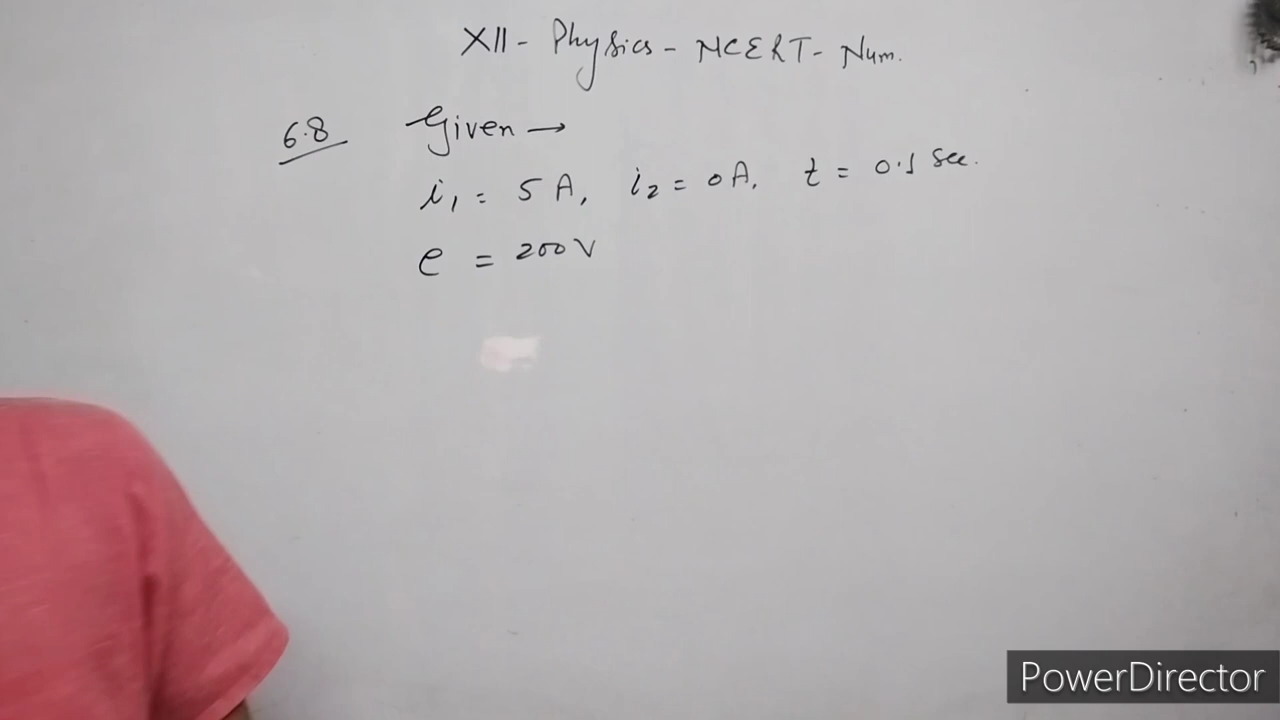 XII - Physics - NCERT - Num.
6.8 Given →
i₁ = 5 A, i₂ = 0 A. t = 0.1 Sec.
e = 200 V
PowerDirector